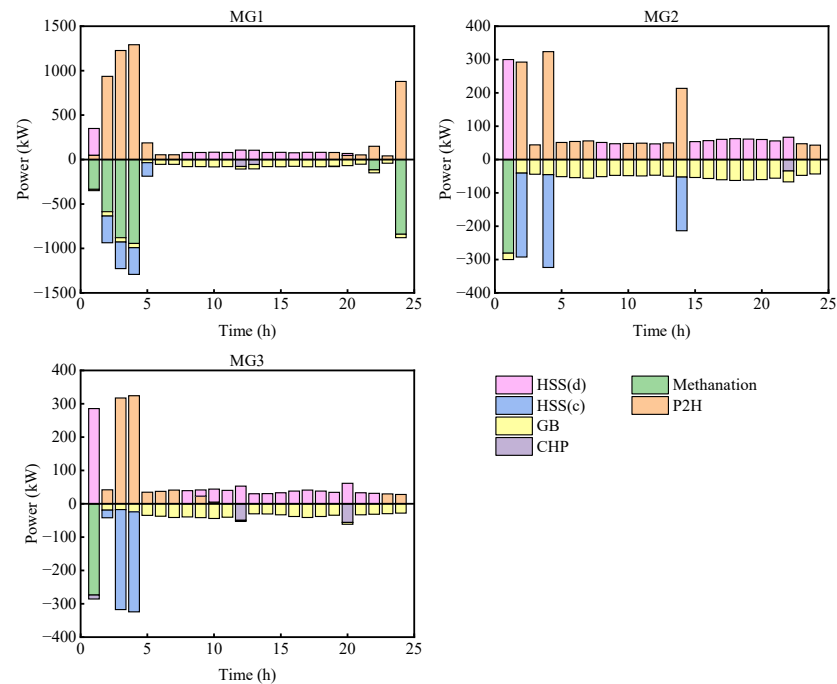 MG1
1500
1000
500
0
−500
−1000
−1500
0 5 10 15 20 25
Power (kW)
Time (h)
MG2
400
300
200
100
0
−100
−200
−300
−400
0 5 10 15 20 25
Power (kW)
Time (h)
MG3
400
300
200
100
0
−100
−200
−300
−400
0 5 10 15 20 25
Power (kW)
Time (h)
HSS(d) Methanation
HSS(c) P2H
GB
CHP